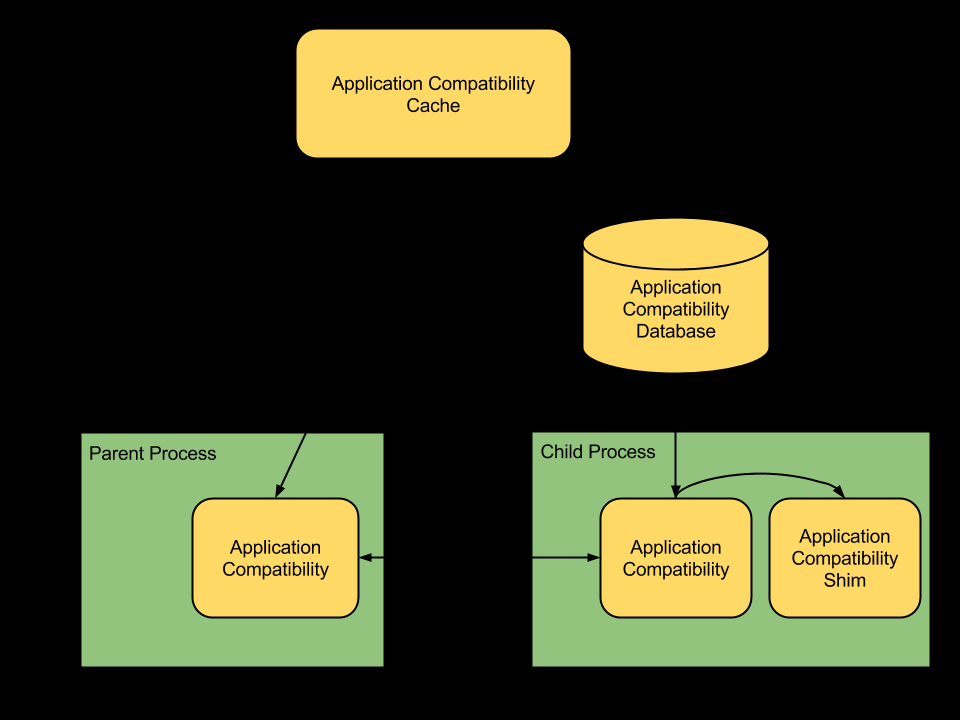 Application Compatibility
Cache
Application
Compatibility
Database
Parent Process
Child Process
Application
Compatibility
Application
Compatibility
Application
Compatibility
Shim